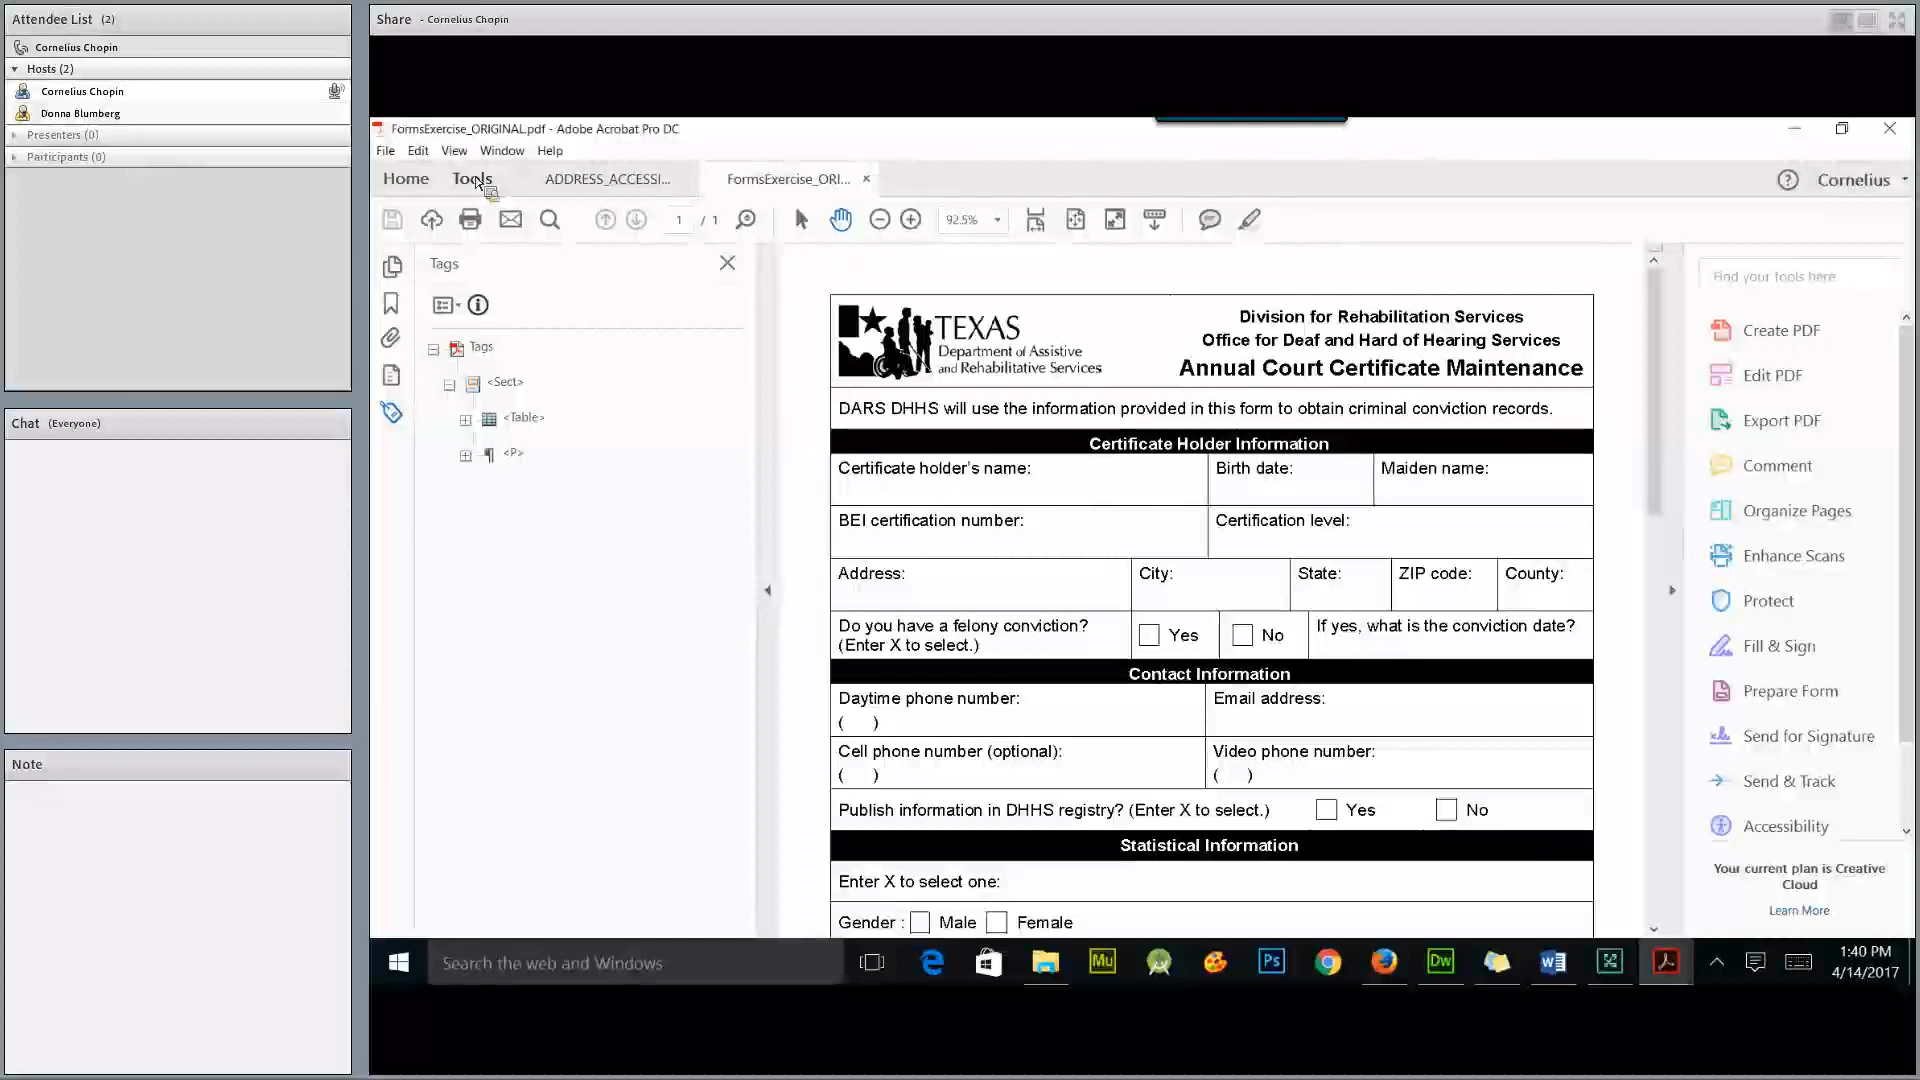 Attendee List (2)
Cornelius Chopin
Hosts (2)
Cornelius Chopin
Donna Blumberg
Presenters (0)
Participants (0)
Chat (Everyone)
Note
Share - Cornelius Chopin
FormsExercise_ORIGINAL.pdf - Adobe Acrobat Pro DC
File Edit View Window Help
Home Tools ADDRESS_ACCESSI... FormsExercise_ORI... Cornelius
1 / 1 92.5%
Tags
Tags
<Sect>
<Table>
<P>
TEXAS
Department of Assistive
and Rehabilitative Services
Division for Rehabilitation Services
Office for Deaf and Hard of Hearing Services
Annual Court Certificate Maintenance
DARS DHHS will use the information provided in this form to obtain criminal conviction records.
Certificate Holder Information
Certificate holder's name: Birth date: Maiden name:
BEI certification number: Certification level:
Address: City: State: ZIP code: County:
Do you have a felony conviction?
(Enter X to select.)
Yes No If yes, what is the conviction date?
Contact Information
Daytime phone number: Email address:
( )
Cell phone number (optional): Video phone number:
( ) ( )
Publish information in DHHS registry? (Enter X to select.) Yes No
Statistical Information
Enter X to select one:
Gender : Male Female
Find your tools here
Create PDF
Edit PDF
Export PDF
Comment
Organize Pages
Enhance Scans
Protect
Fill & Sign
Prepare Form
Send for Signature
Send & Track
Accessibility
Your current plan is Creative
Cloud
Learn More
Search the web and Windows
Mu
Ps
Dw
1:40 PM
4/14/2017